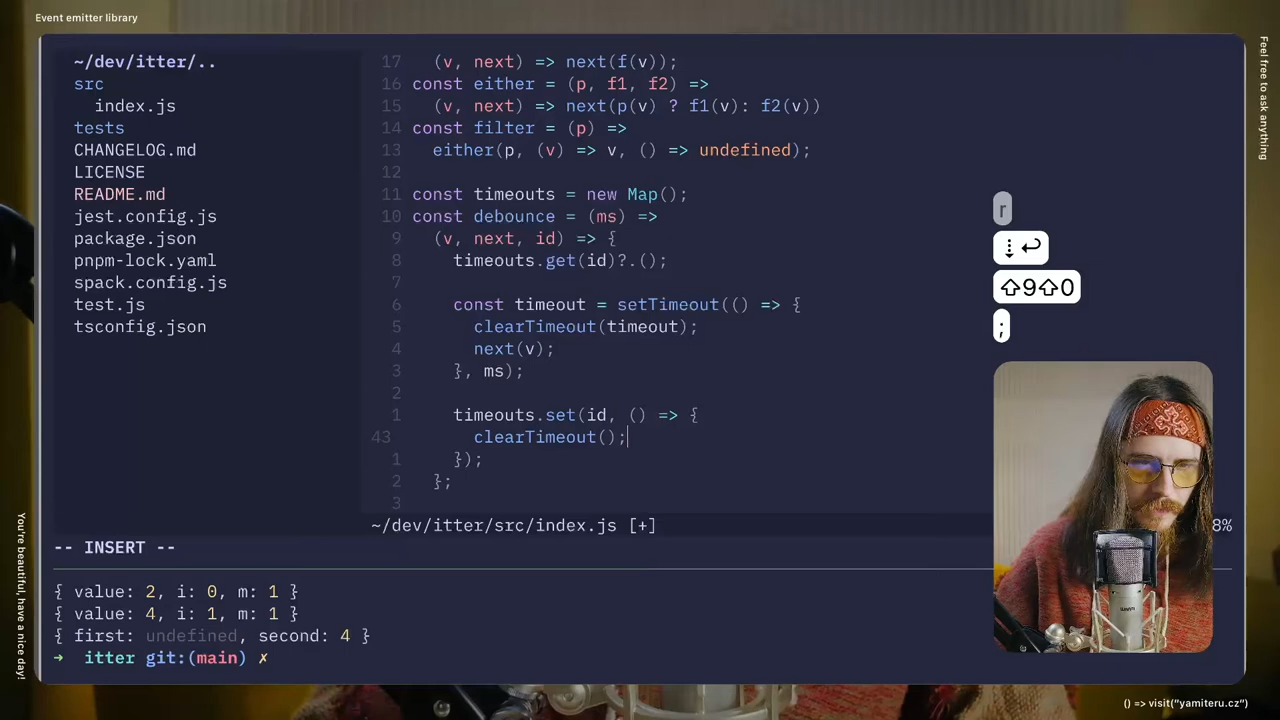 Event emitter library
~/dev/itter/..
src
index.js
tests
CHANGELOG.md
LICENSE
README.md
jest.config.js
package.json
pnpm-lock.yaml
spack.config.js
test.js
tsconfig.json
17 (v, next) => next(f(v));
16 const either = (p, f1, f2) =>
15 (v, next) => next(p(v) ? f1(v): f2(v))
14 const filter = (p) =>
13 either(p, (v) => v, () => undefined);
12
11 const timeouts = new Map();
10 const debounce = (ms) =>
9 (v, next, id) => {
8 timeouts.get(id)?.();
7
6 const timeout = setTimeout(() => {
5 clearTimeout(timeout);
4 next(v);
3 }, ms);
2
1 timeouts.set(id, () => {
43 clearTimeout();
1 });
2 };
3
~/dev/itter/src/index.js [+]
8%
-- INSERT --
{ value: 2, i: 0, m: 1 }
{ value: 4, i: 1, m: 1 }
{ first: undefined, second: 4 }
➜ itter git:(main) ✗
r
⇣↩
⇧9⇧0
;
Feel free to ask anything
You're beautiful, have a nice day!
() => visit("yamiteru.cz")